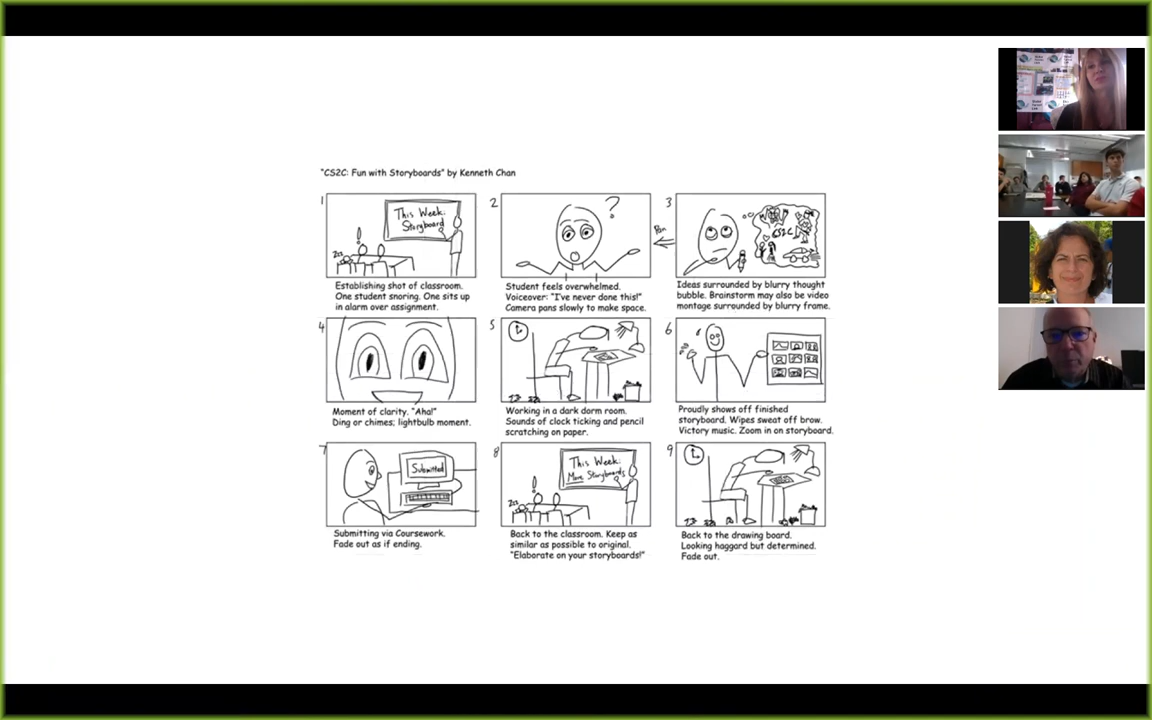 "CS2C: Fun with Storyboards" by Kenneth Chan
1
This Week:
Storyboard
!
Zzz
Establishing shot of classroom.
One student snoring. One sits up
in alarm over assignment.
2
?
Student feels overwhelmed.
Voiceover: "I've never done this!"
Camera pans slowly to make space.
Pan
3
CS2C
Ideas surrounded by blurry thought
bubble. Brainstorm may also be video
montage surrounded by blurry frame.
4
Moment of clarity. "Aha!"
Ding or chimes; lightbulb moment.
5
Working in a dark dorm room.
Sounds of clock ticking and pencil
scratching on paper.
6
Proudly shows off finished
storyboard. Wipes sweat off brow.
Victory music. Zoom in on storyboard.
7
Submitted
Submitting via Coursework.
Fade out as if ending.
8
This Week:
More Storyboards
!
Zzz
Back to the classroom. Keep as
similar as possible to original.
"Elaborate on your storyboards!"
9
Back to the drawing board.
Looking haggard but determined.
Fade out.